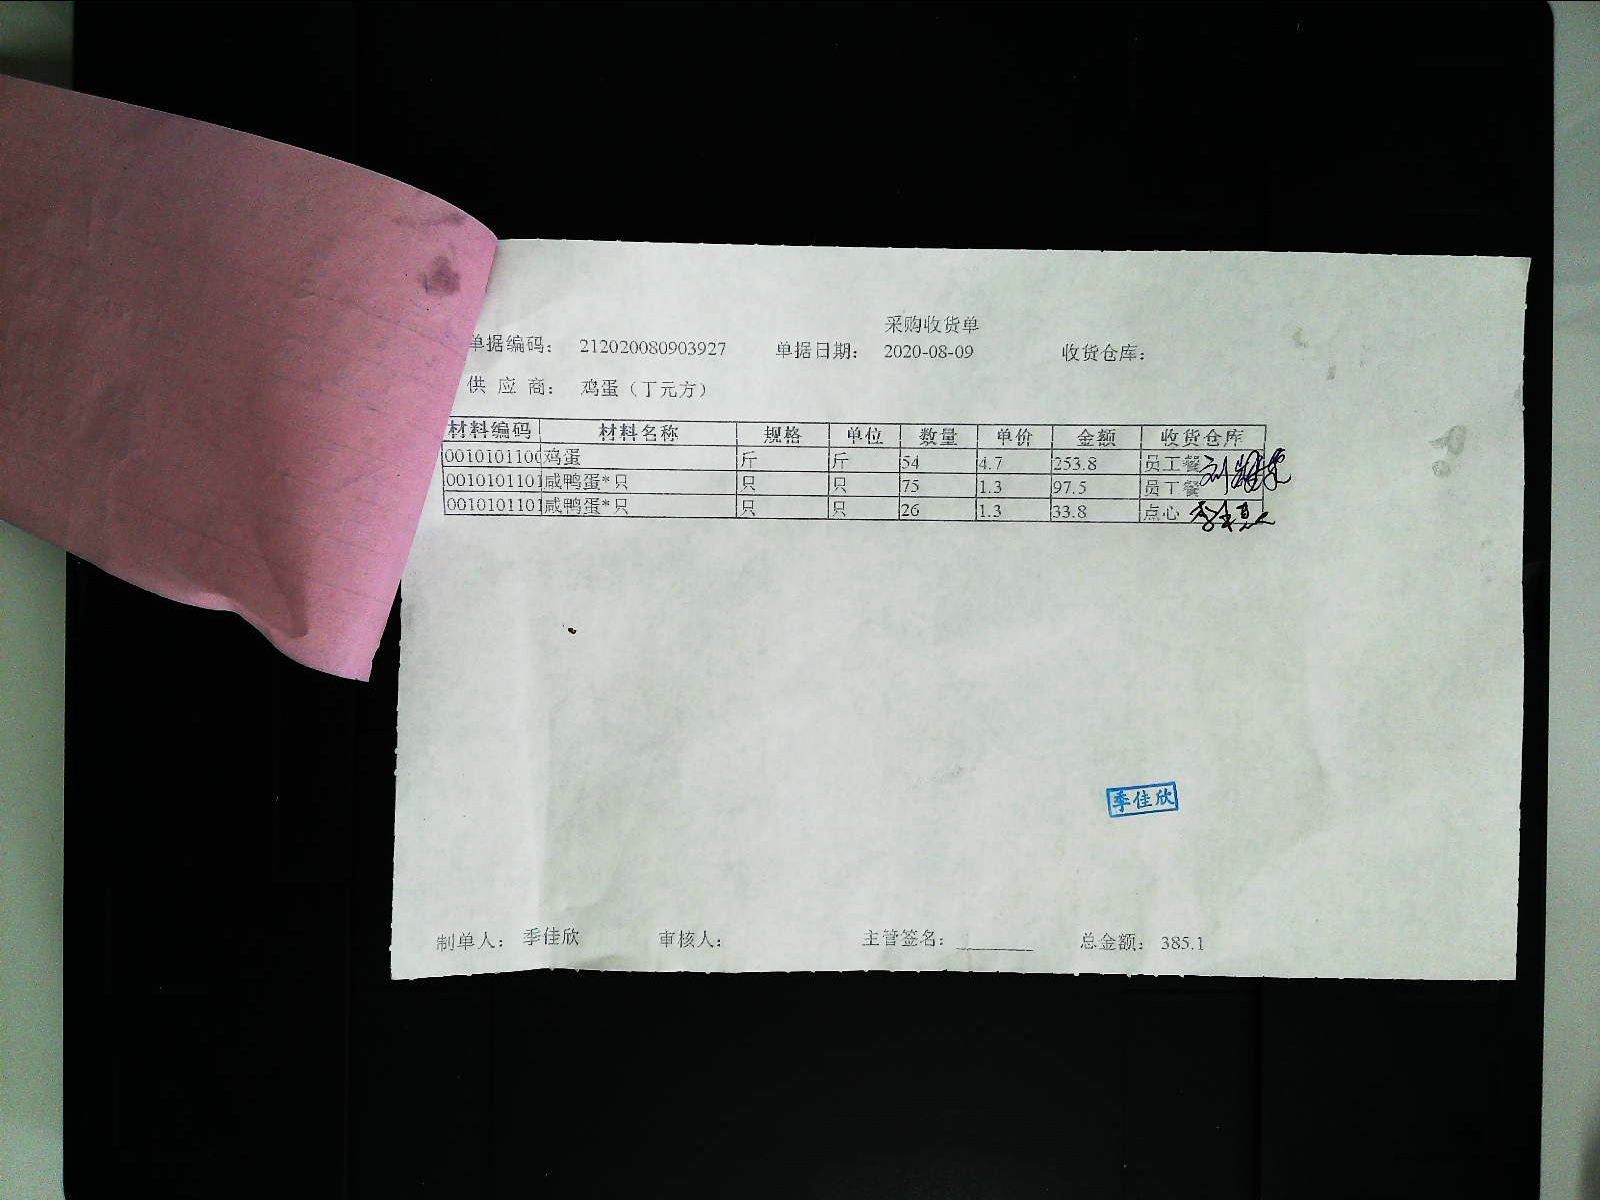 采购收货单
单据编码： 212020080903927 单据日期： 2020-08-09 收货仓库：
供 应 商： 鸡蛋（丁元方）
材料编码 材料名称 规格 单位 数量 单价 金额 收货仓库
0010101100 鸡蛋 斤 斤 54 4.7 253.8 员工餐
0010101101 咸鸭蛋*只 只 只 75 1.3 97.5 员工餐
0010101101 咸鸭蛋*只 只 只 26 1.3 33.8 点心
季佳欣
制单人： 季佳欣 审核人： 主管签名： ________ 总金额： 385.1